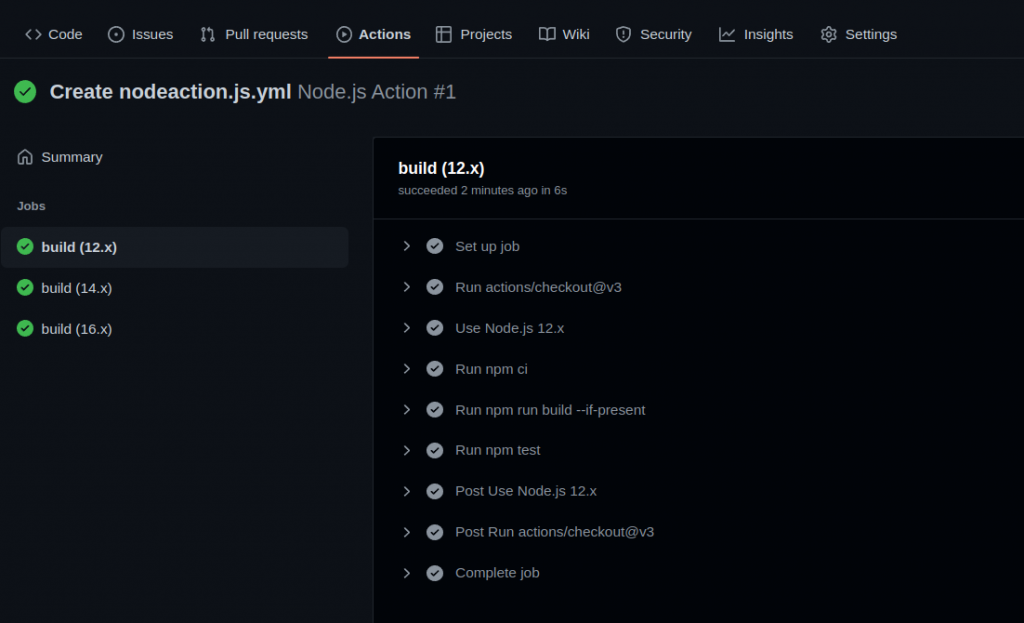 Code Issues Pull requests Actions Projects Wiki Security Insights Settings
Create nodeaction.js.yml Node.js Action #1
Summary
Jobs
build (12.x)
build (14.x)
build (16.x)
build (12.x)
succeeded 2 minutes ago in 6s
Set up job
Run actions/checkout@v3
Use Node.js 12.x
Run npm ci
Run npm run build --if-present
Run npm test
Post Use Node.js 12.x
Post Run actions/checkout@v3
Complete job